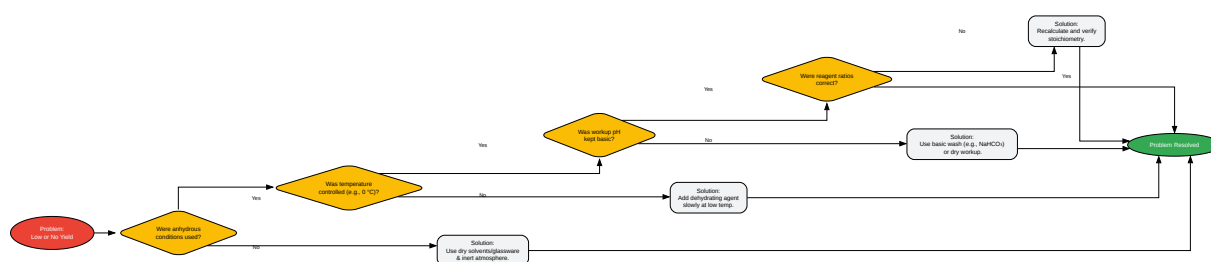 Problem:
Low or No Yield
Were anhydrous
conditions used?
Yes
No
Was temperature
controlled (e.g., 0 °C)?
Yes
No
Solution:
Use dry solvents/glassware
& inert atmosphere.
Was workup pH
kept basic?
Yes
No
Solution:
Add dehydrating agent
slowly at low temp.
Were reagent ratios
correct?
No
Yes
Solution:
Use basic wash (e.g., NaHCO₃)
or dry workup.
Solution:
Recalculate and verify
stoichiometry.
Problem Resolved